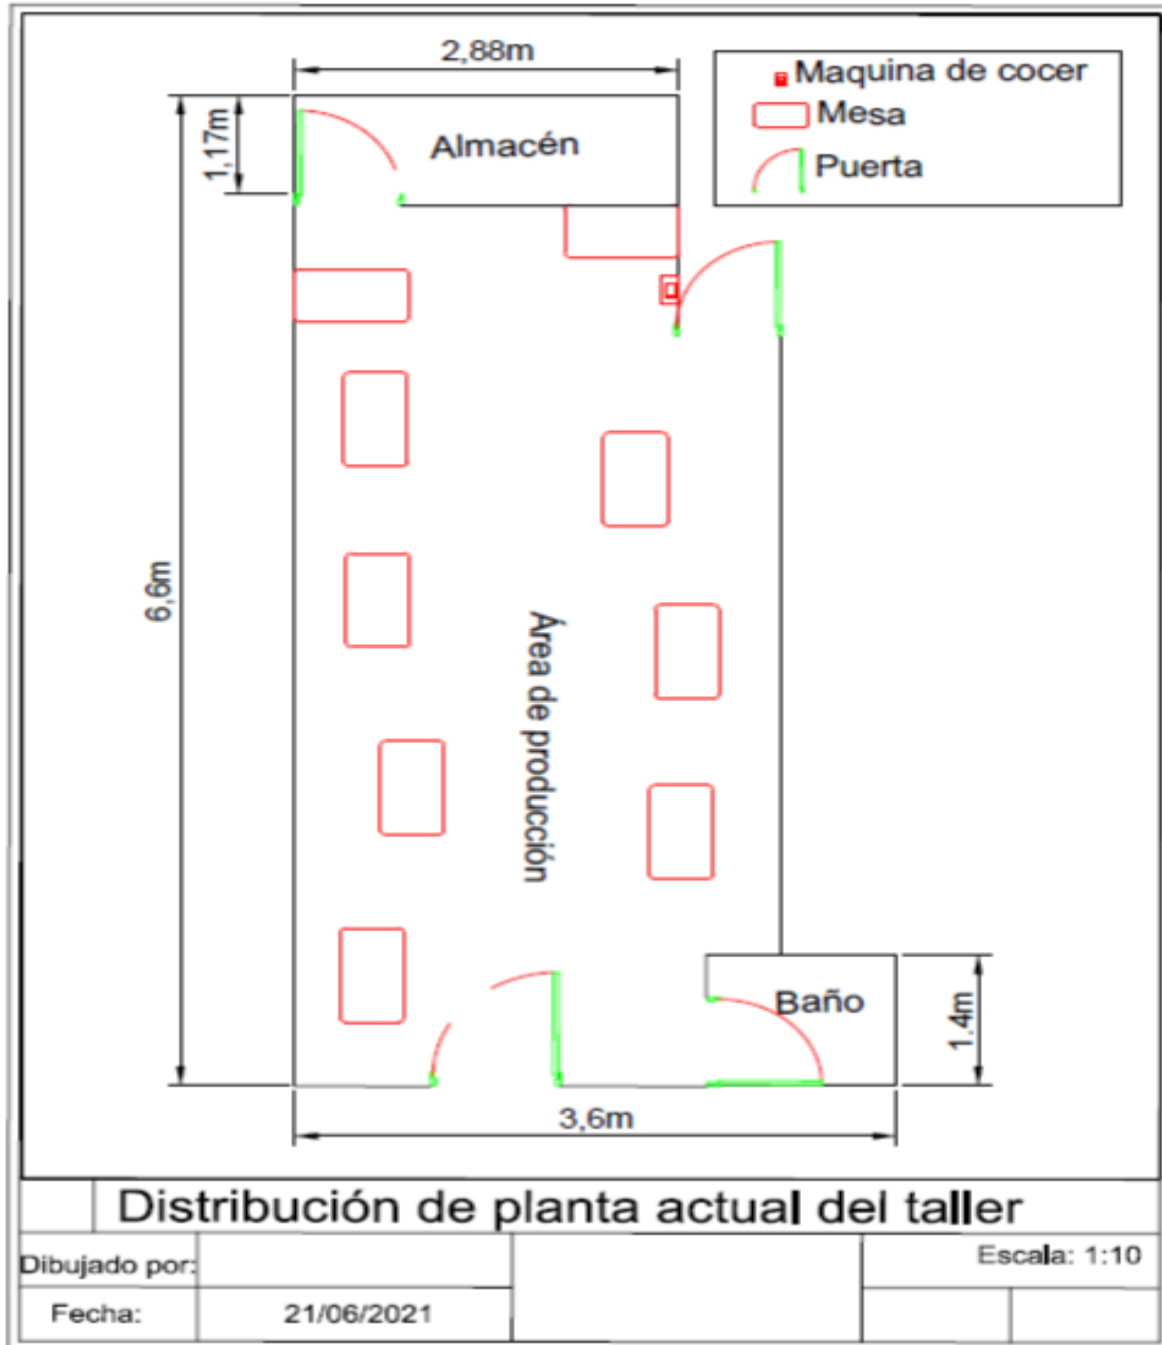 2,88m
Maquina de cocer
Mesa
Puerta
1,17m
Almacén
6,6m
Área de producción
Baño
1.4m
3,6m
Distribución de planta actual del taller
Dibujado por:
Escala: 1:10
Fecha:
21/06/2021